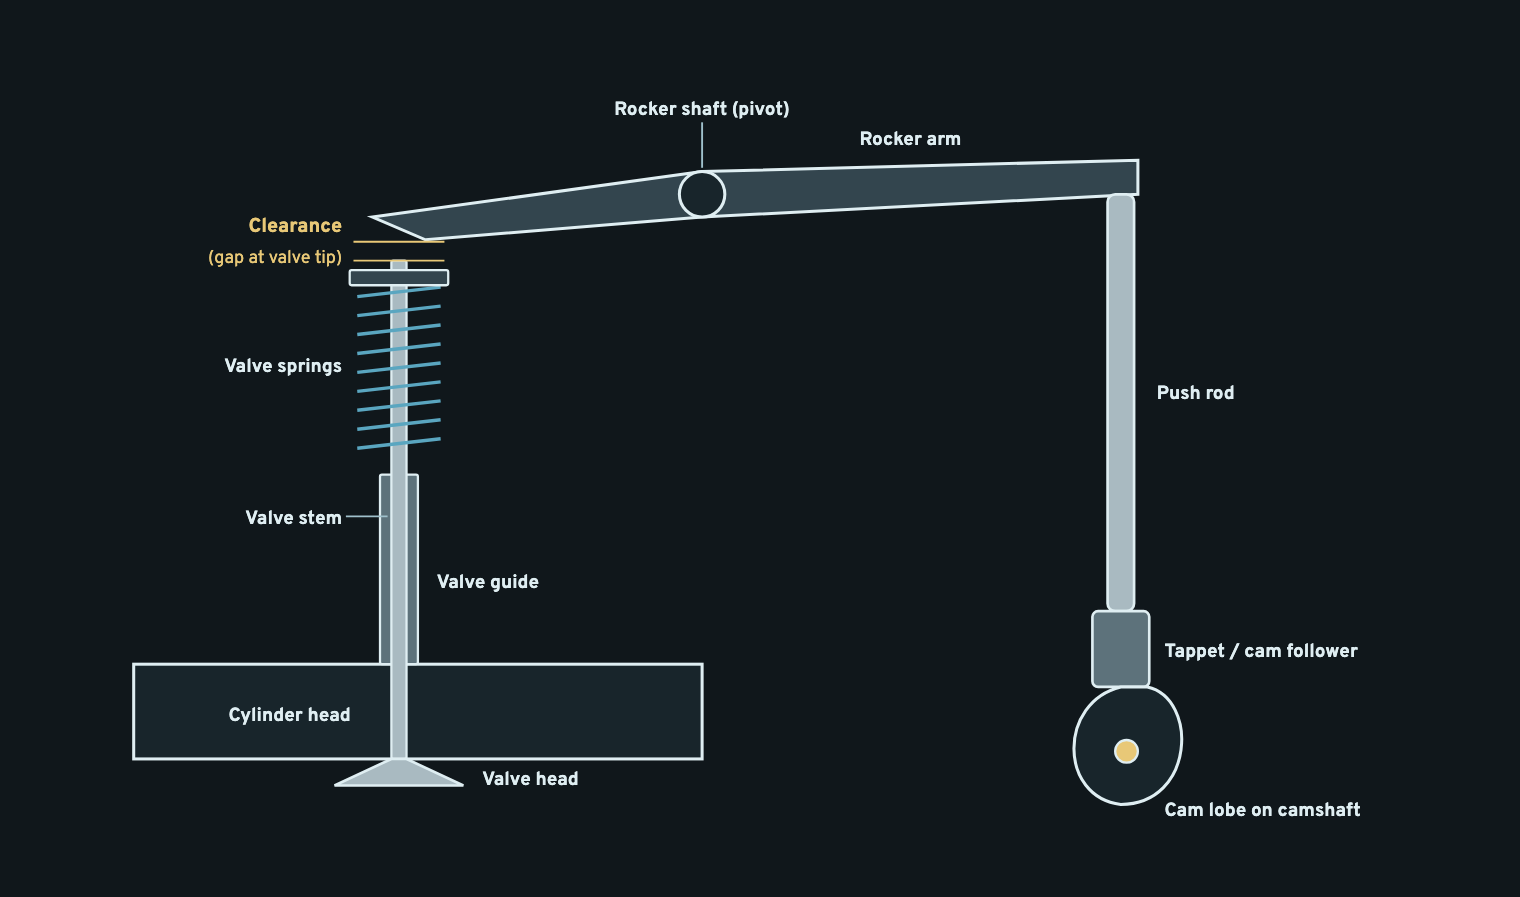 Rocker shaft (pivot)
Rocker arm
Clearance
(gap at valve tip)
Valve springs
Push rod
Valve stem
Valve guide
Tappet / cam follower
Cylinder head
Valve head
Cam lobe on camshaft